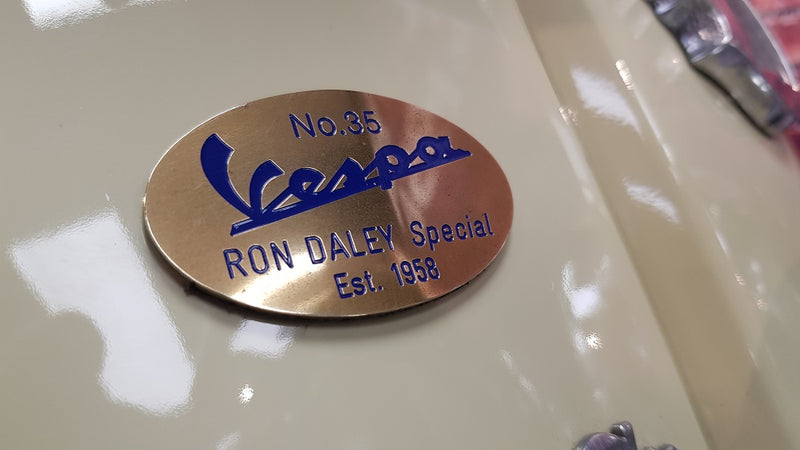 No.35
Vespa
RON DALEY Special
Est. 1958